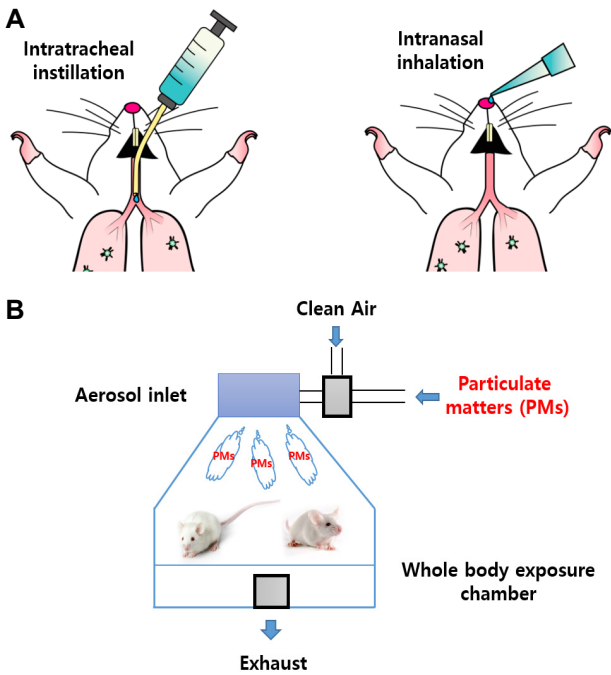 A
Intratracheal
instillation
Intranasal
inhalation
B
Clean Air
Aerosol inlet
Particulate
matters (PMs)
PMs
PMs
PMs
Whole body exposure
chamber
Exhaust